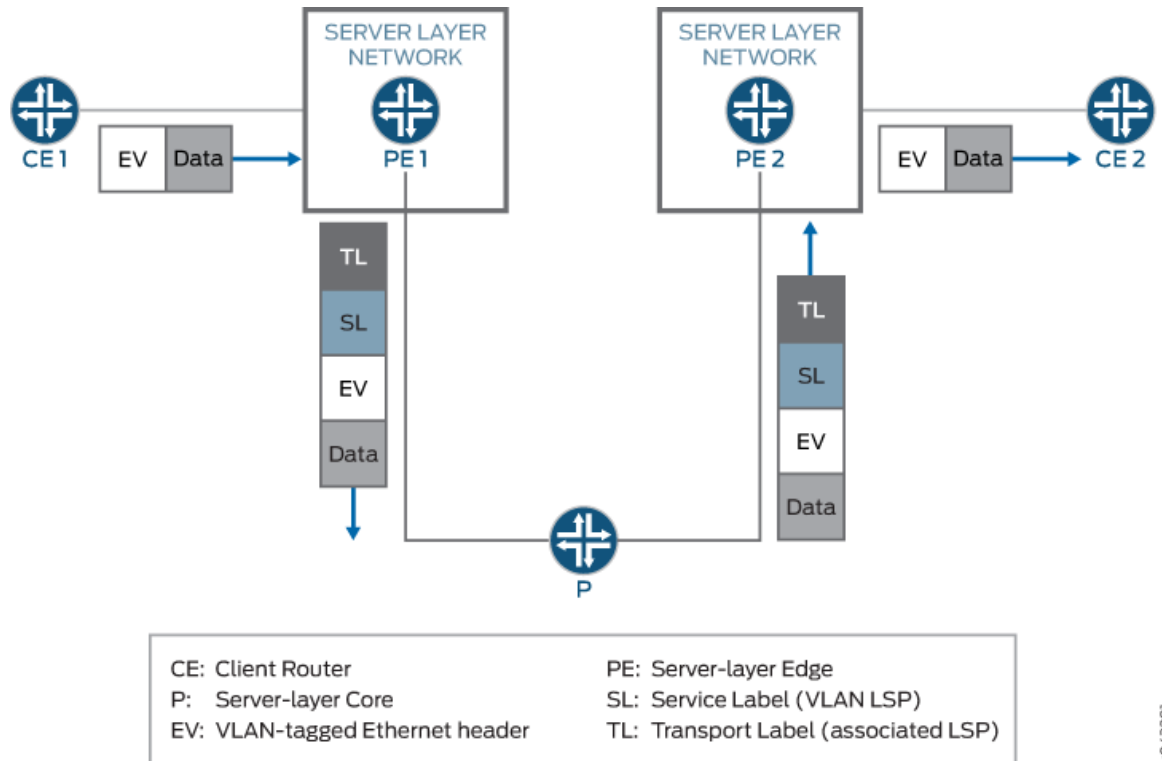 SERVER LAYER
NETWORK
SERVER LAYER
NETWORK
CE 1
EV Data
PE 1
PE 2
EV Data
CE 2
TL
SL
EV
Data
TL
SL
EV
Data
P
CE: Client Router
P: Server-layer Core
EV: VLAN-tagged Ethernet header
PE: Server-layer Edge
SL: Service Label (VLAN LSP)
TL: Transport Label (associated LSP)